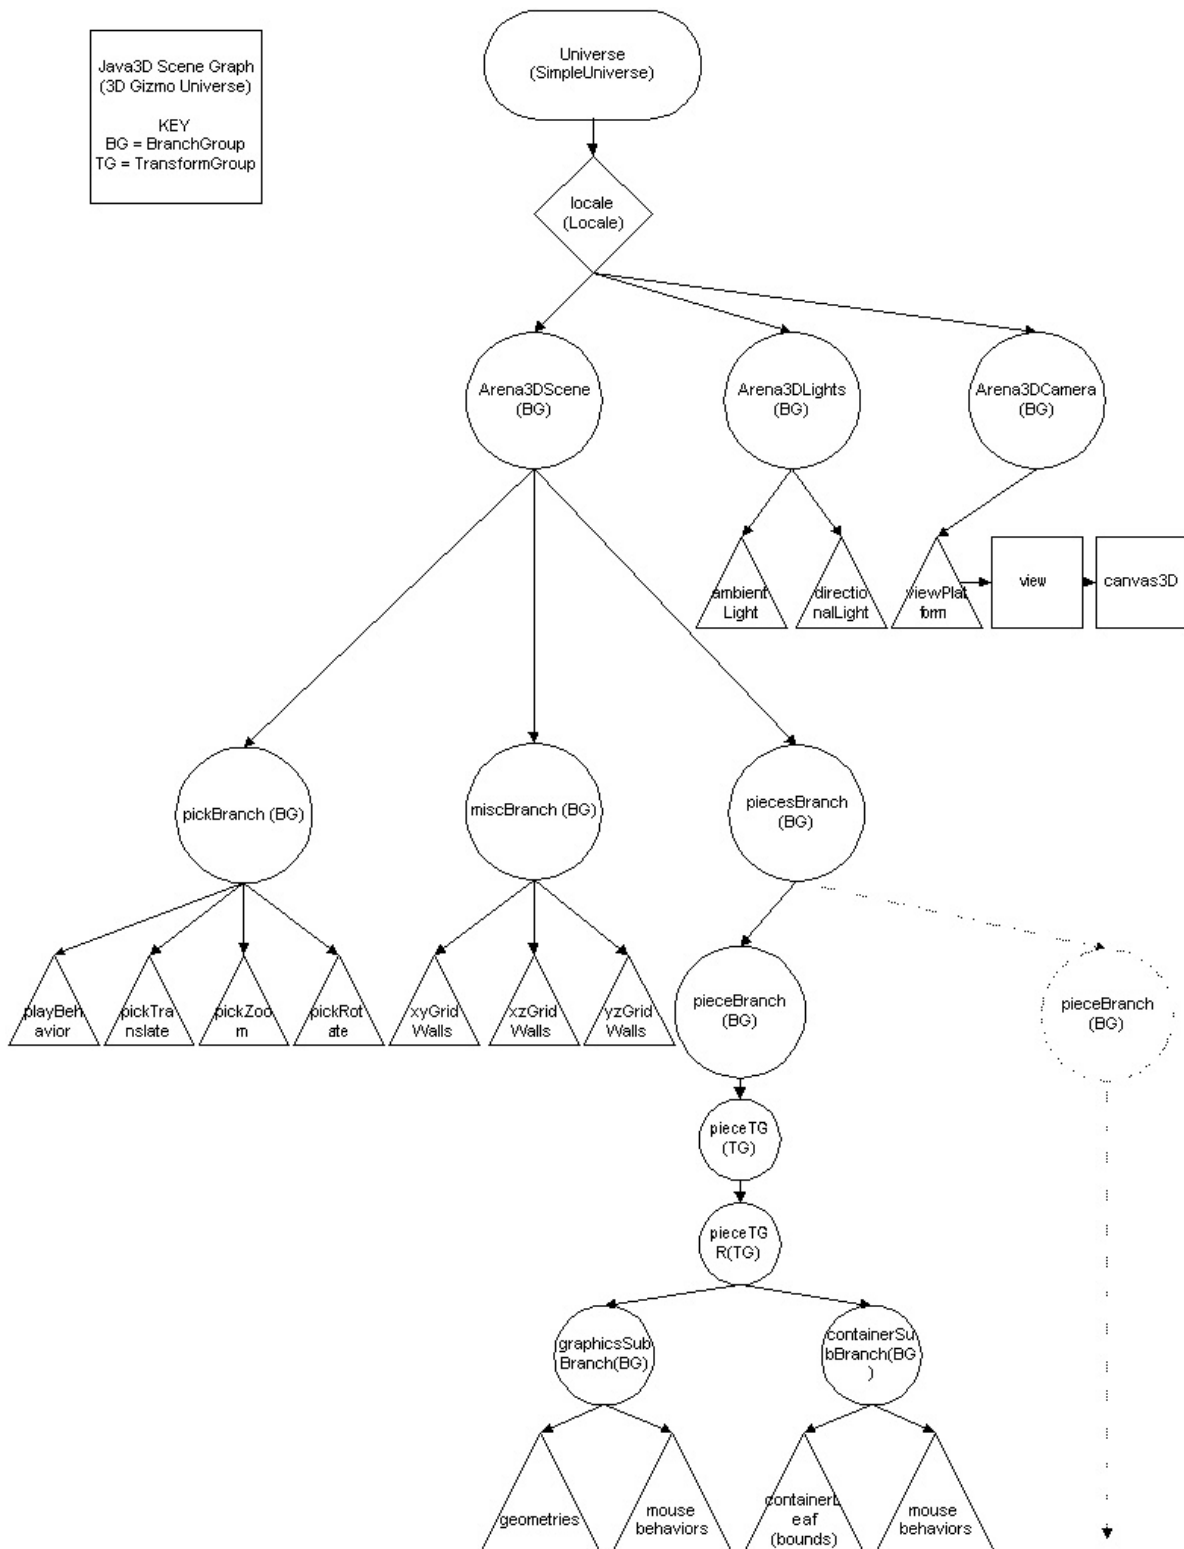 Java3D Scene Graph
(3D Gizmo Universe)
KEY
BG = BranchGroup
TG = TransformGroup
Universe
(SimpleUniverse)
locale
(Locale)
Arena3DScene
(BG)
Arena3DLights
(BG)
Arena3DCamera
(BG)
ambient
Light
directio
nalLight
viewPlat
form
view
canvas3D
pickBranch (BG)
miscBranch (BG)
piecesBranch
(BG)
playBeh
avior
pickTra
nslate
pickZoo
m
pickRot
ate
xyGrid
Walls
xzGrid
Walls
yzGrid
Walls
pieceBranch
(BG)
pieceBranch
(BG)
pieceTG
(TG)
pieceTG
R(TG)
graphicsSub
Branch(BG)
containerSu
bBranch(BG
)
geometries
mouse
behaviors
containerL
eaf
(bounds)
mouse
behaviors